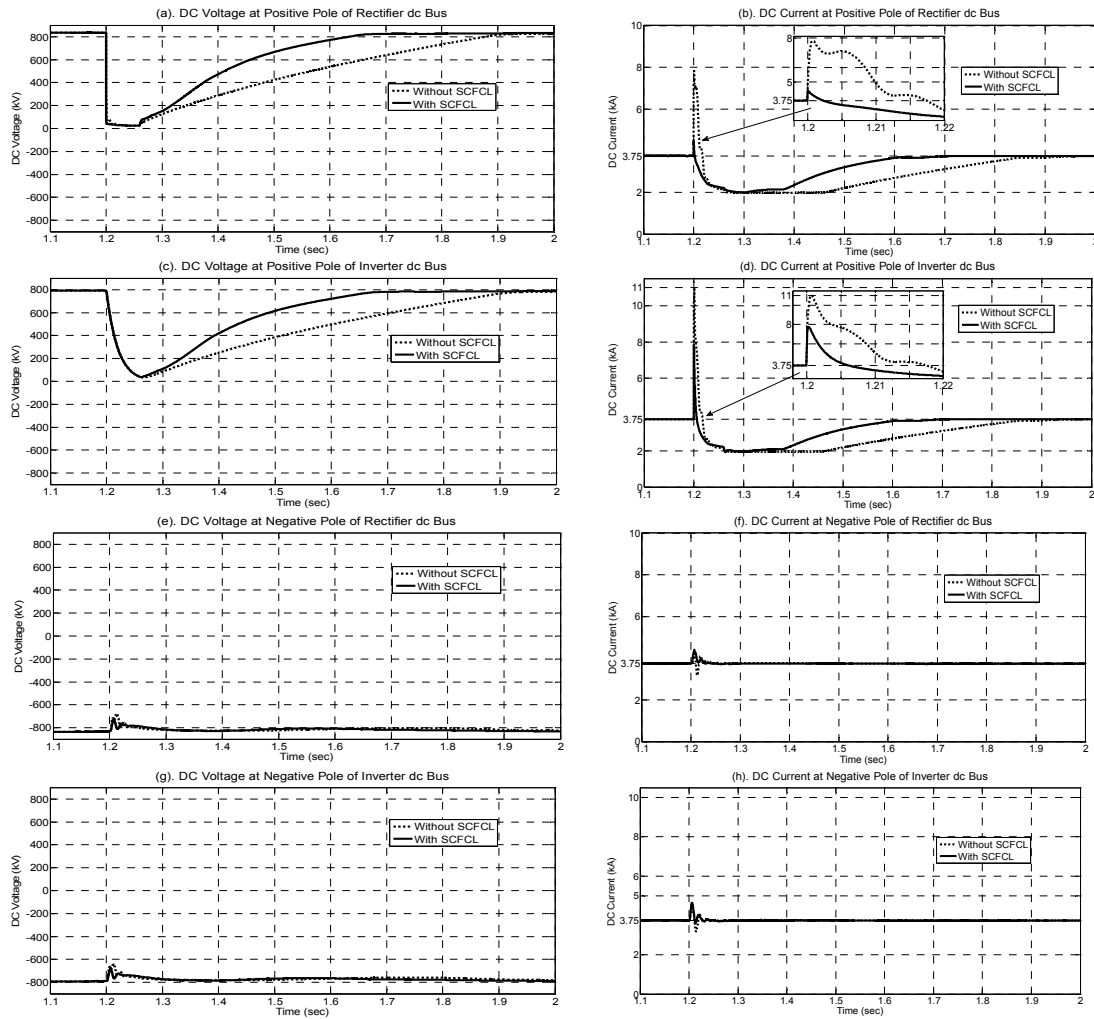 (a). DC Voltage at Positive Pole of Rectifier dc Bus
DC Voltage (kV)
800
600
400
200
0
-200
-400
-600
-800
Without SCFCL
With SCFCL
1.1 1.2 1.3 1.4 1.5 1.6 1.7 1.8 1.9 2
Time (sec)
(b). DC Current at Positive Pole of Rectifier dc Bus
DC Current (kA)
10
8
6
3.75
2
0
8
5
3.75
1.2 1.21 1.22
Without SCFCL
With SCFCL
1.1 1.2 1.3 1.4 1.5 1.6 1.7 1.8 1.9
Time (sec)
(c). DC Voltage at Positive Pole of Inverter dc Bus
DC Voltage (kV)
800
600
400
200
0
-200
-400
-600
-800
Without SCFCL
With SCFCL
1.1 1.2 1.3 1.4 1.5 1.6 1.7 1.8 1.9 2
Time (sec)
(d). DC Current at Positive Pole of Inverter dc Bus
DC Current (kA)
11
10
8
6
3.75
2
0
11
8
3.75
1.2 1.21 1.22
Without SCFCL
With SCFCL
1.1 1.2 1.3 1.4 1.5 1.6 1.7 1.8 1.9 2
Time (sec)
(e). DC Voltage at Negative Pole of Rectifier dc Bus
DC Voltage (kV)
800
600
400
200
0
-200
-400
-600
-800
Without SCFCL
With SCFCL
1.1 1.2 1.3 1.4 1.5 1.6 1.7 1.8 1.9 2
Time (sec)
(f). DC Current at Negative Pole of Rectifier dc Bus
DC Current (kA)
10
8
6
3.75
2
0
Without SCFCL
With SCFCL
1.1 1.2 1.3 1.4 1.5 1.6 1.7 1.8 1.9 2
Time (sec)
(g). DC Voltage at Negative Pole of Inverter dc Bus
DC Voltage (kV)
800
600
400
200
0
-200
-400
-600
-800
Without SCFCL
With SCFCL
1.1 1.2 1.3 1.4 1.5 1.6 1.7 1.8 1.9 2
Time (sec)
(h). DC Current at Negative Pole of Inverter dc Bus
DC Current (kA)
10
8
6
5
3.75
2
0
Without SCFCL
With SCFCL
1.1 1.2 1.3 1.4 1.5 1.6 1.7 1.8 1.9 2
Time (sec)